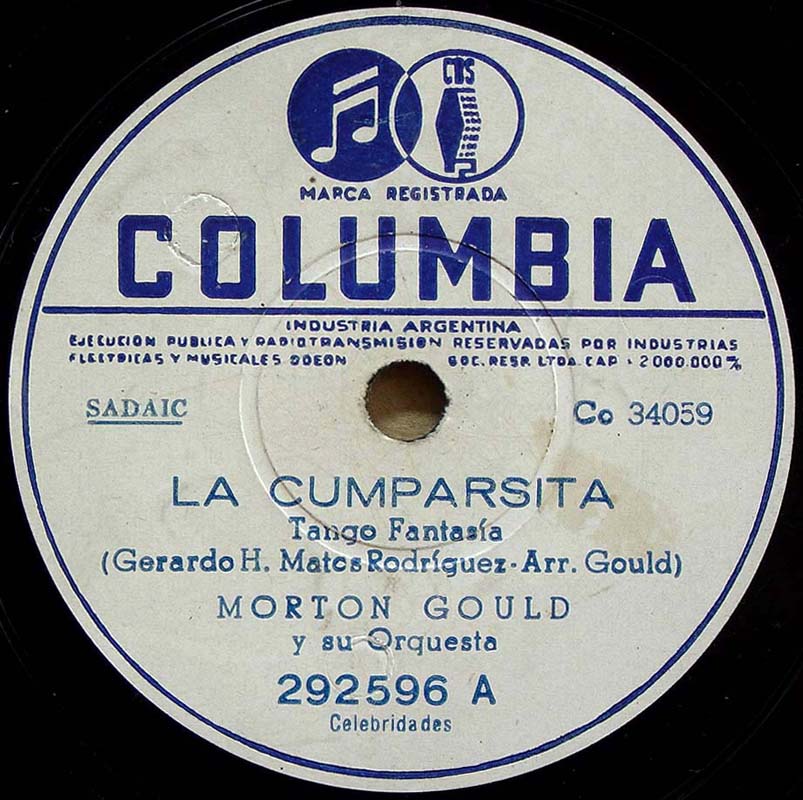 CBS
MARCA REGISTRADA
COLUMBIA
INDUSTRIA ARGENTINA
EJECUCION PUBLICA Y RADIOTRANSMISION RESERVADAS POR INDUSTRIAS
ELECTRICAS Y MUSICALES ODEON SOC. RESP. LTDA. CAP. $ 2000.000 m/n
SADAIC Co 34059
LA CUMPARSITA
Tango Fantasía
(Gerardo H. Matos Rodríguez - Arr. Gould)
MORTON GOULD
y su Orquesta
292596 A
Celebridades